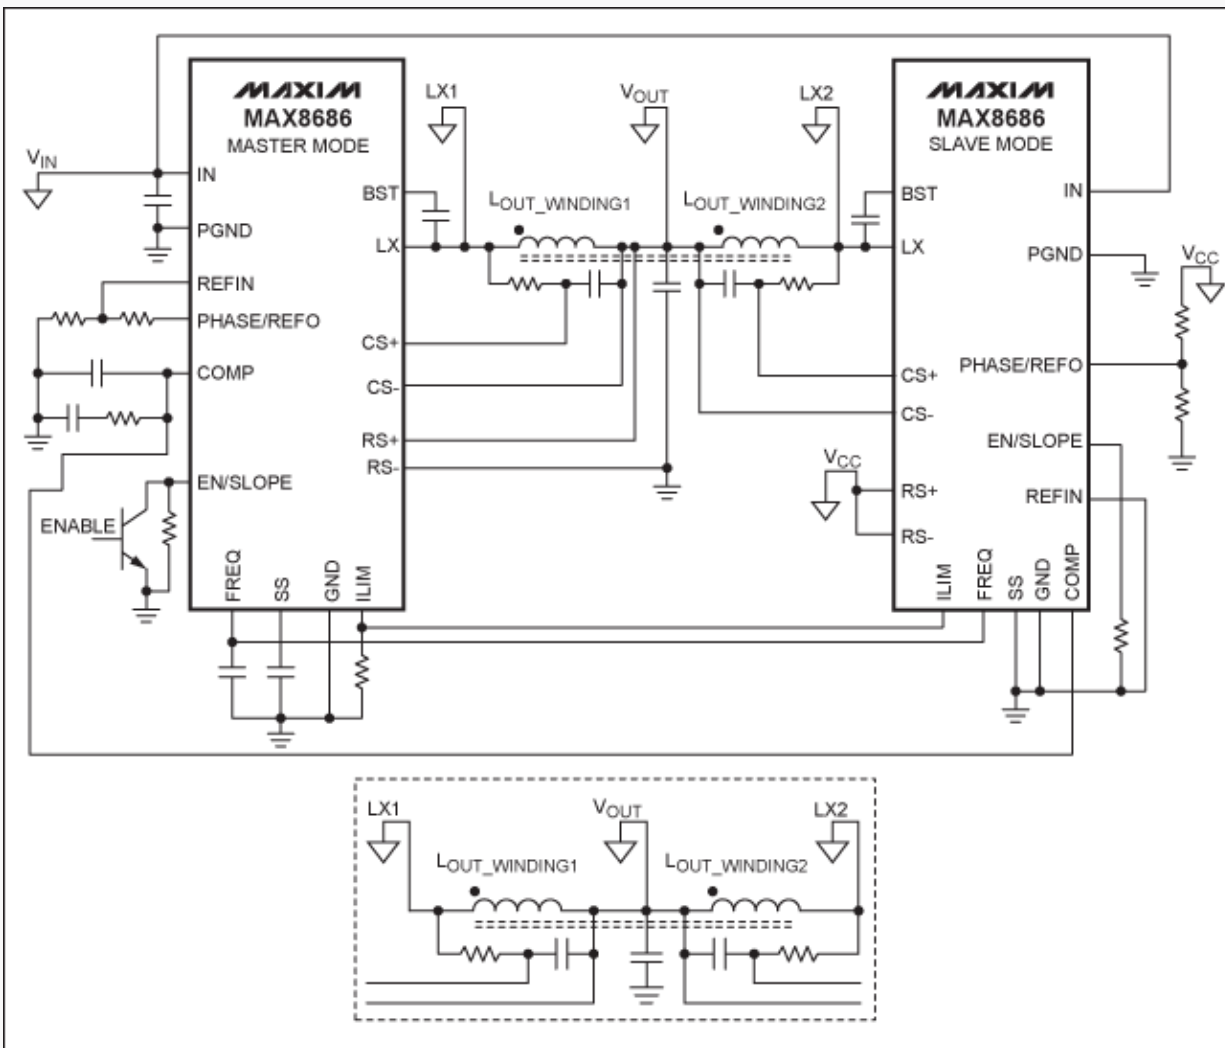 MAXIM
MAX8686
MASTER MODE
IN
PGND
REFIN
PHASE/REFO
COMP
EN/SLOPE
FREQ
SS
GND
ILIM
BST
LX
CS+
CS-
RS+
RS-
VIN
ENABLE
LX1
VOUT
LX2
LOUT_WINDING1
LOUT_WINDING2
MAXIM
MAX8686
SLAVE MODE
BST
LX
CS+
CS-
VCC
RS+
RS-
IN
PGND
VCC
PHASE/REFO
EN/SLOPE
REFIN
ILIM
FREQ
SS
GND
COMP
LX1
VOUT
LX2
LOUT_WINDING1
LOUT_WINDING2